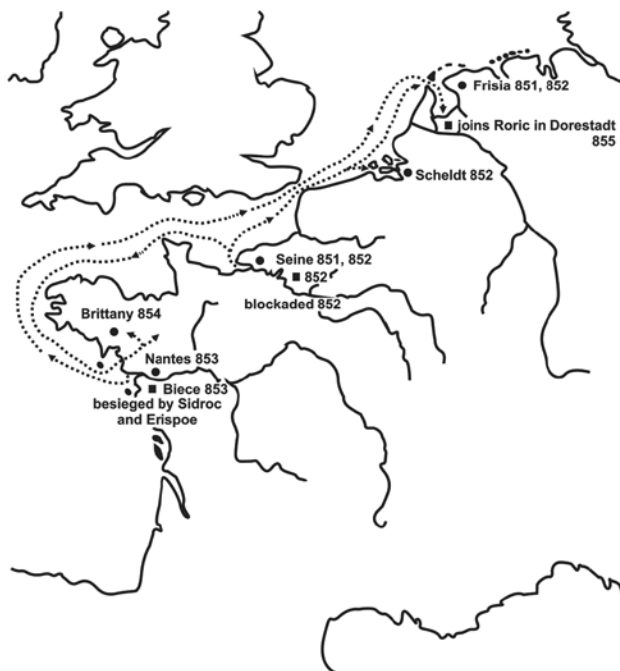 Frisia 851, 852
joins Roric in Dorestadt
855
Scheldt 852
Seine 851, 852
852
blockaded 852
Brittany 854
Nantes 853
Biece 853
besieged by Sidroc
and Erispoe